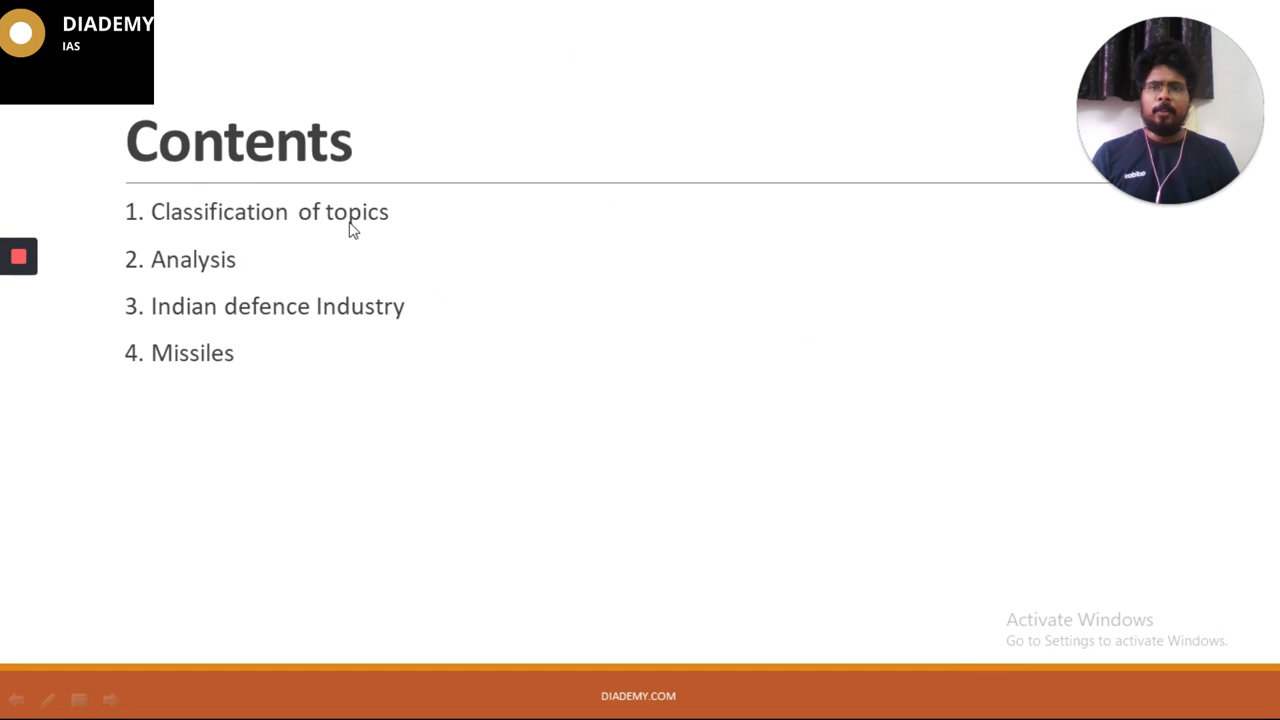 DIADEMY
IAS
Contents
1. Classification of topics
2. Analysis
3. Indian defence Industry
4. Missiles
Activate Windows
Go to Settings to activate Windows.
DIADEMY.COM